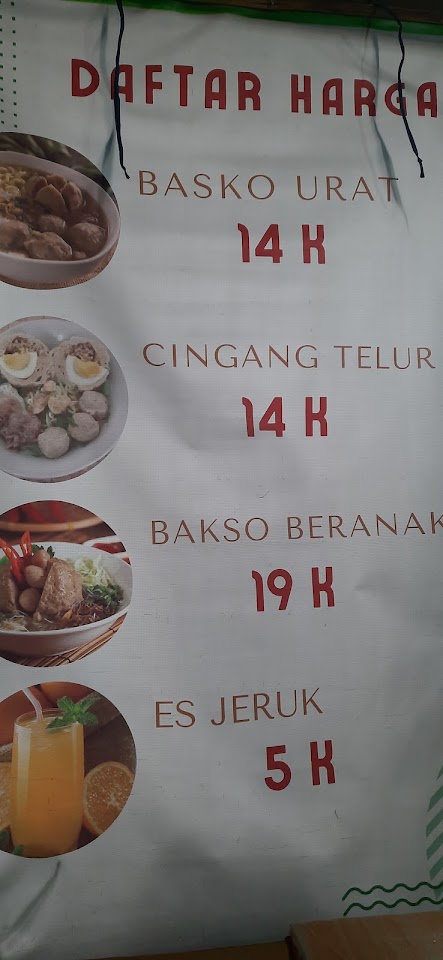 DAFTAR HARGA
BASKO URAT
14 K
CINGANG TELUR
14 K
BAKSO BERANAK
19 K
ES JERUK
5 K